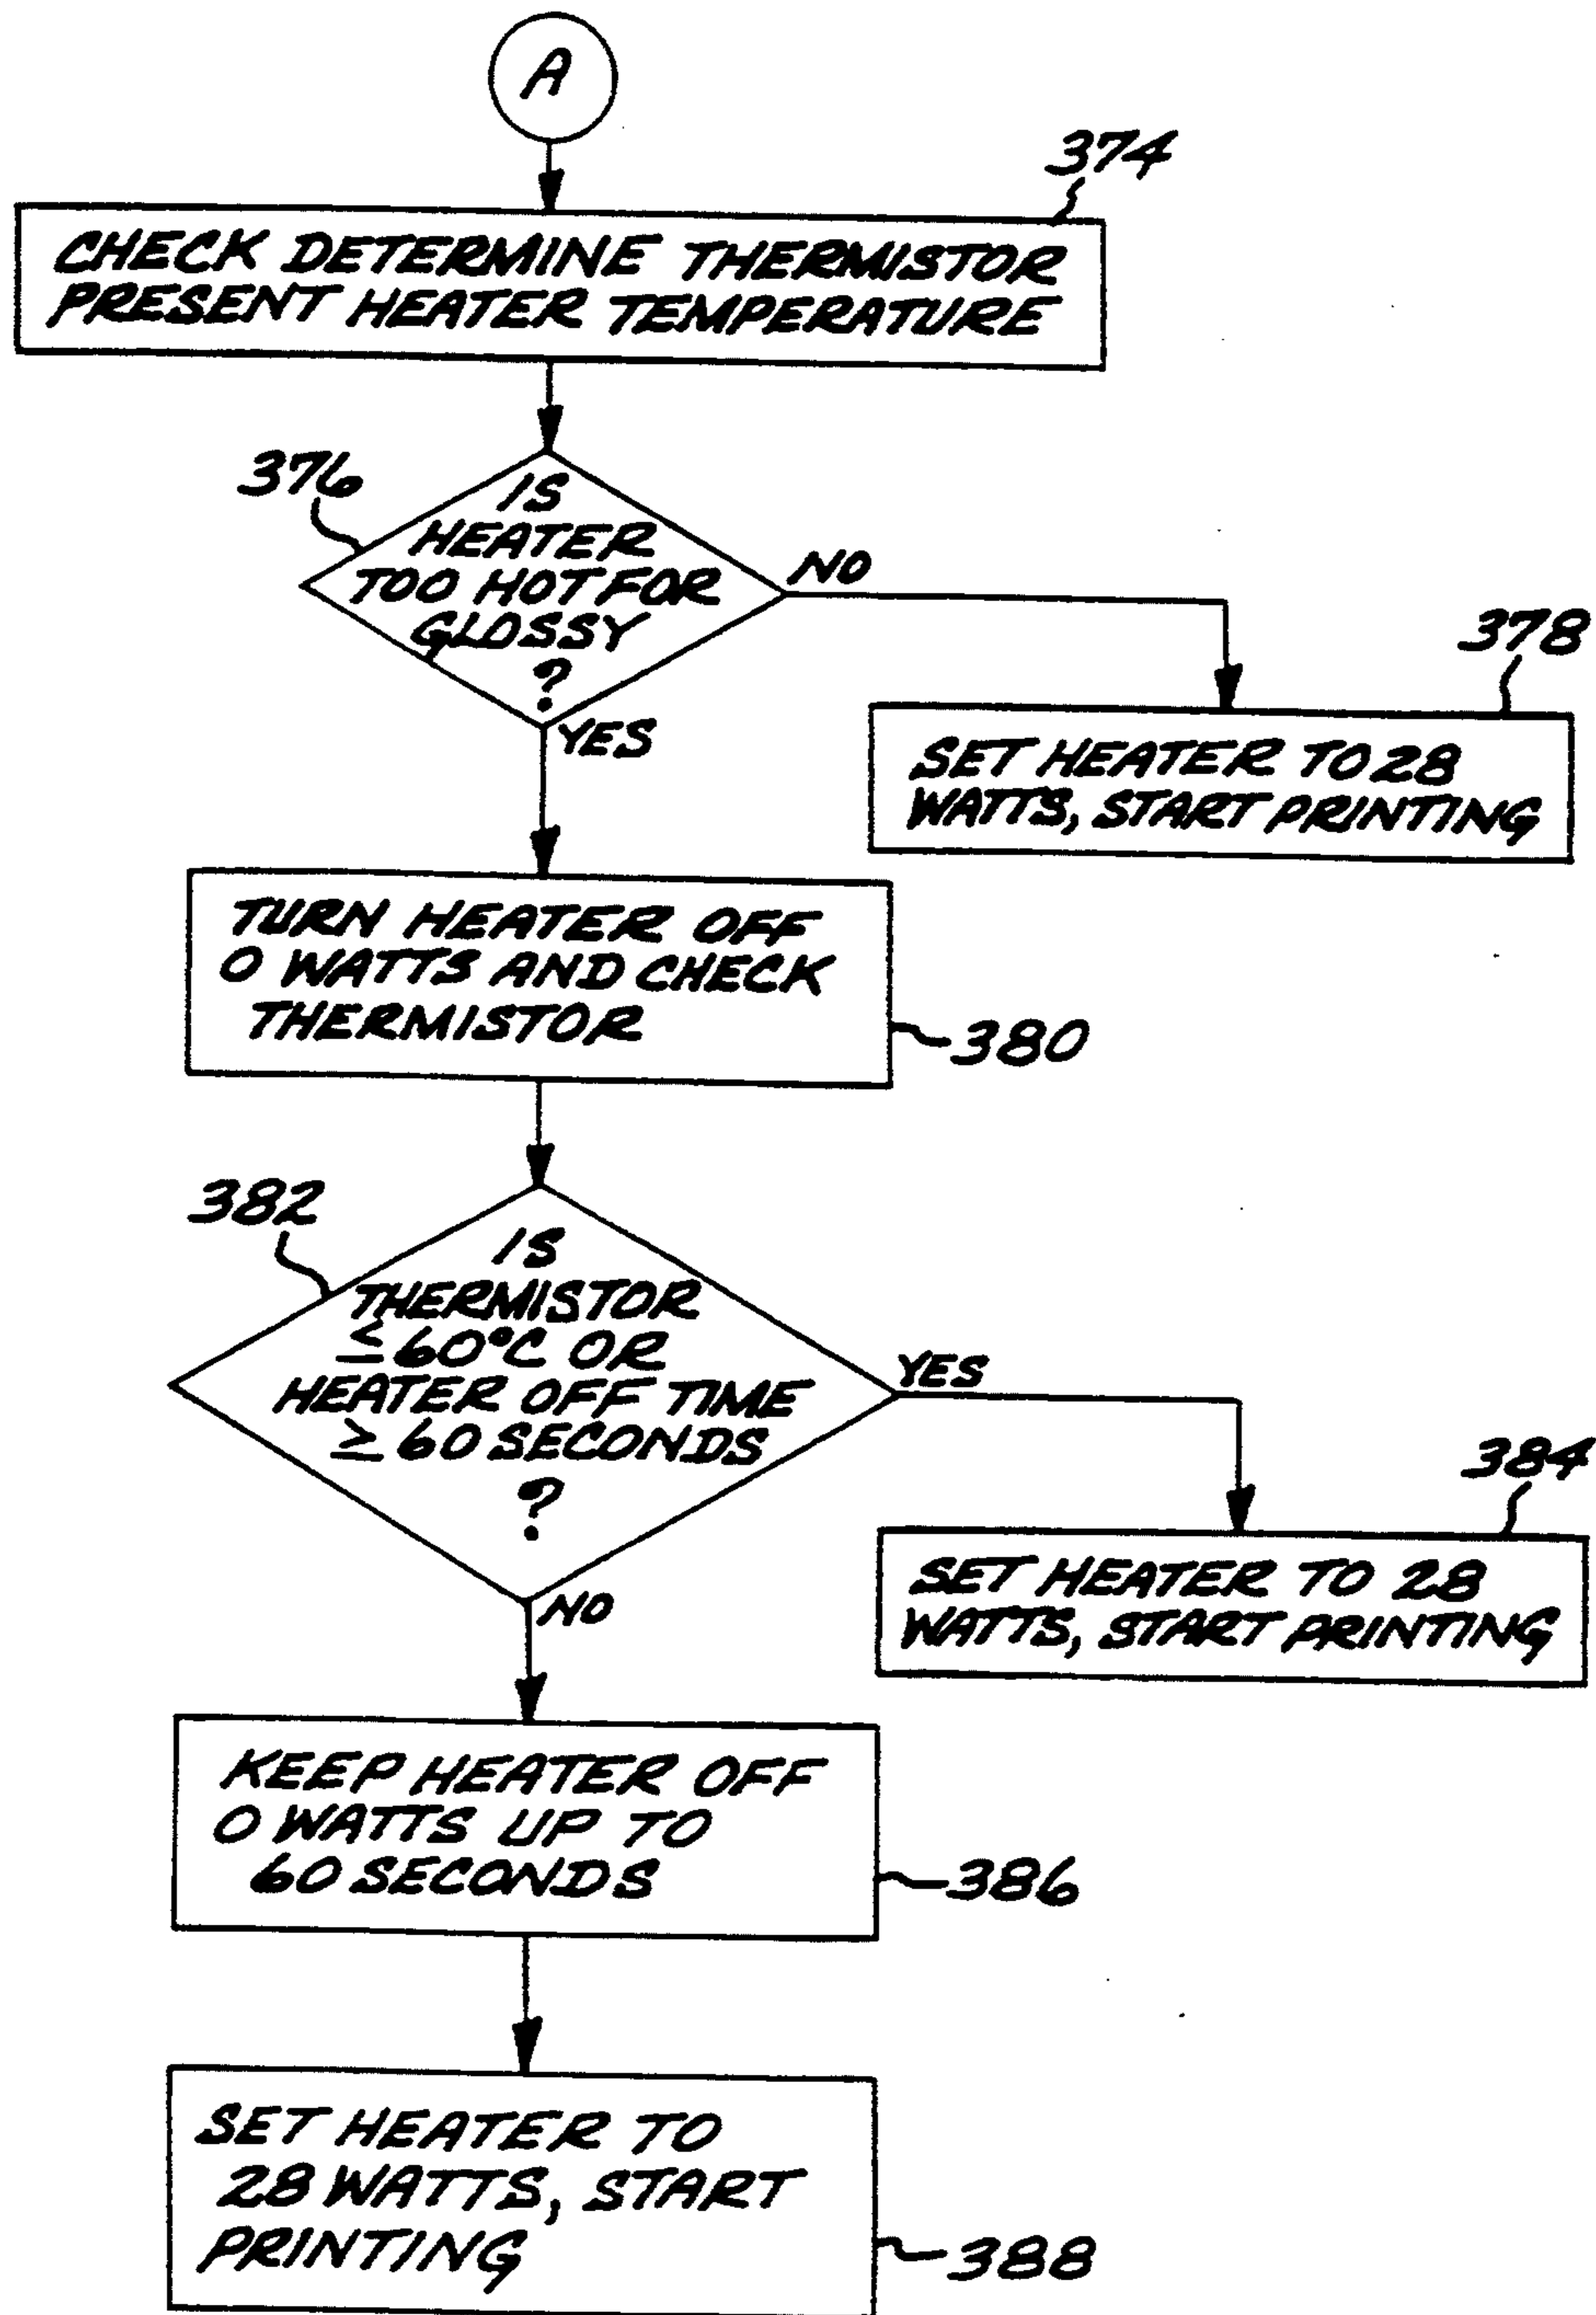 A
374
CHECK DETERMINE THERMISTOR
PRESENT HEATER TEMPERATURE
376
IS
HEATER
TOO HOT FOR
GLOSSY
?
NO
YES
378
SET HEATER TO 28
WATTS, START PRINTING
TURN HEATER OFF
0 WATTS AND CHECK
THERMISTOR
380
382
IS
THERMISTOR
≤60°C OR
HEATER OFF TIME
≥60 SECONDS
?
YES
NO
384
SET HEATER TO 28
WATTS, START PRINTING
KEEP HEATER OFF
0 WATTS UP TO
60 SECONDS
386
SET HEATER TO
28 WATTS, START
PRINTING
388